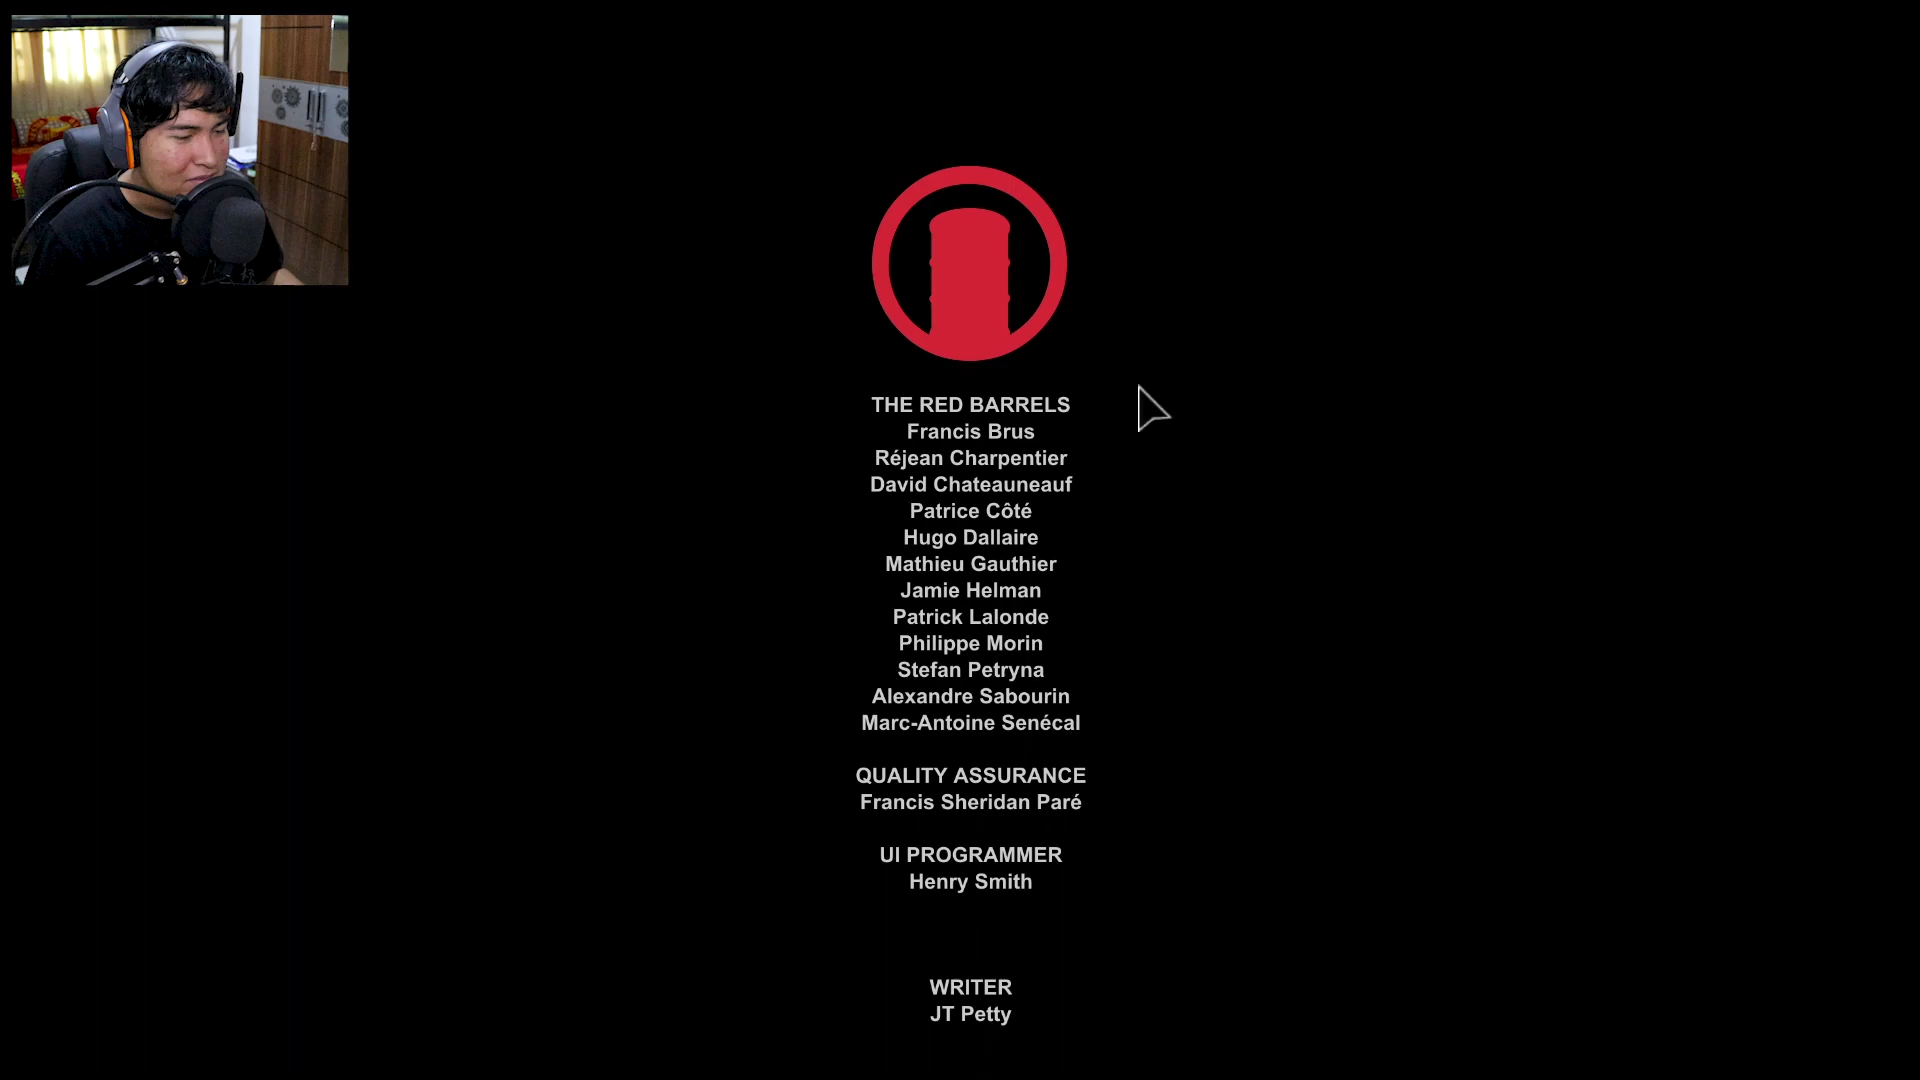 THE RED BARRELS
Francis Brus
Réjean Charpentier
David Chateauneauf
Patrice Côté
Hugo Dallaire
Mathieu Gauthier
Jamie Helman
Patrick Lalonde
Philippe Morin
Stefan Petryna
Alexandre Sabourin
Marc-Antoine Senécal
QUALITY ASSURANCE
Francis Sheridan Paré
UI PROGRAMMER
Henry Smith
WRITER
JT Petty